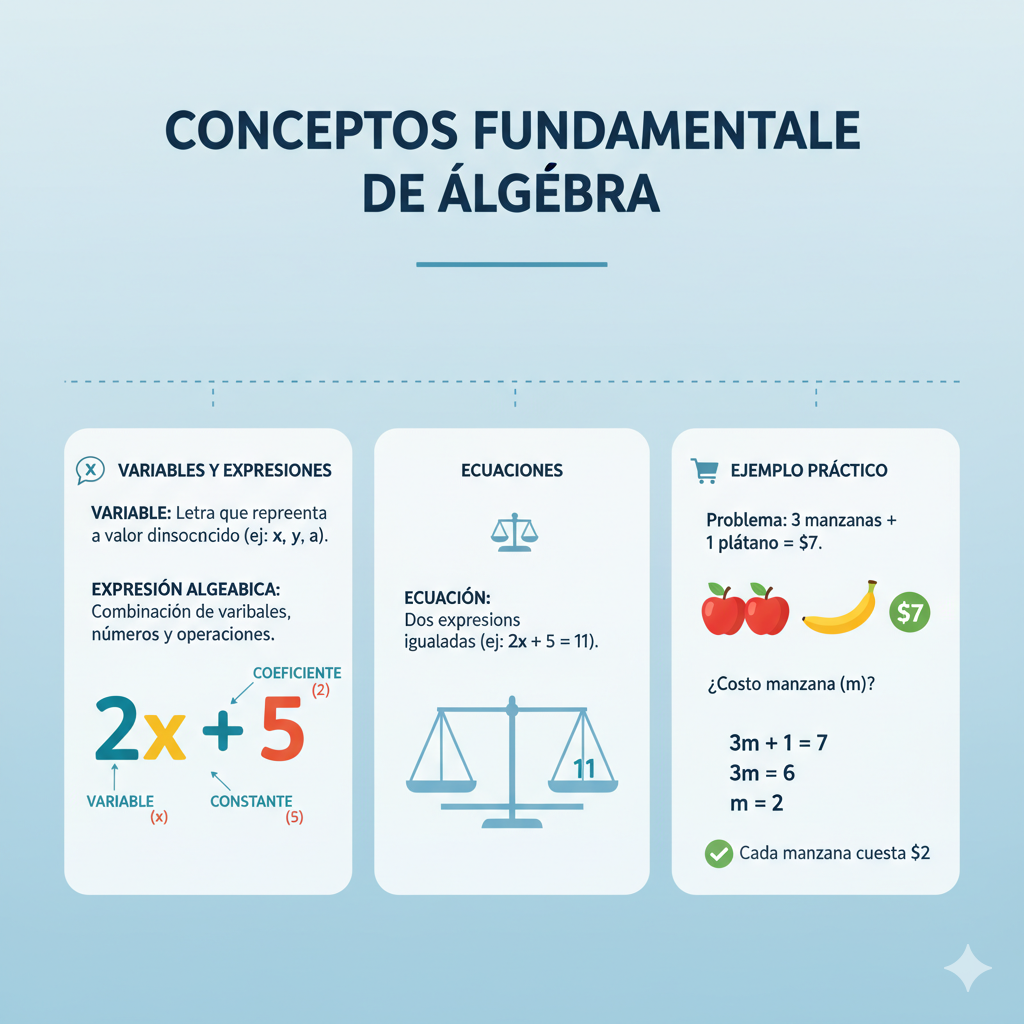 CONCEPTOS FUNDAMENTALE
DE ÁLGÉBRA
X
VARIABLES Y EXPRESIONES
VARIABLE: Letra que repreenta
a valor dinsocncido (ej: x, y, a).
EXPRESIÓN ALGEABICA:
Combinación de varibales,
números y operaciones.
COEFICIENTE
(2)
2x + 5
VARIABLE
(x)
CONSTANTE
(5)
ECUACIONES
ECUACIÓN:
Dos expresions
igualadas (ej: 2x + 5 = 11).
11
EJEMPLO PRÁCTICO
Problema: 3 manzanas +
1 plátano = $7.
$7
¿Costo manzana (m)?
3m + 1 = 7
3m = 6
m = 2
Cada manzana cuesta $2